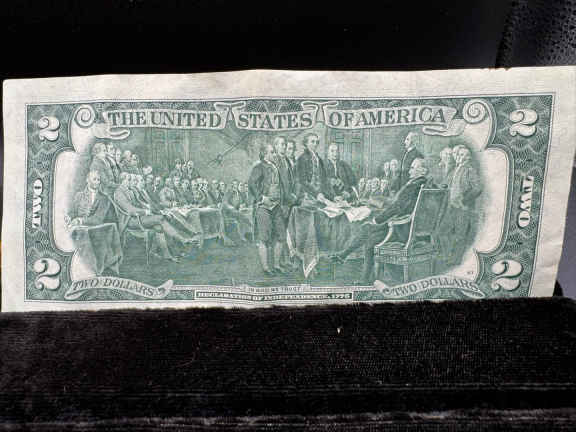 THE UNITED STATES OF AMERICA
2
2
TWO
TWO
2
2
TWO DOLLARS
IN GOD WE TRUST
TWO DOLLARS
DECLARATION OF INDEPENDENCE, 1776